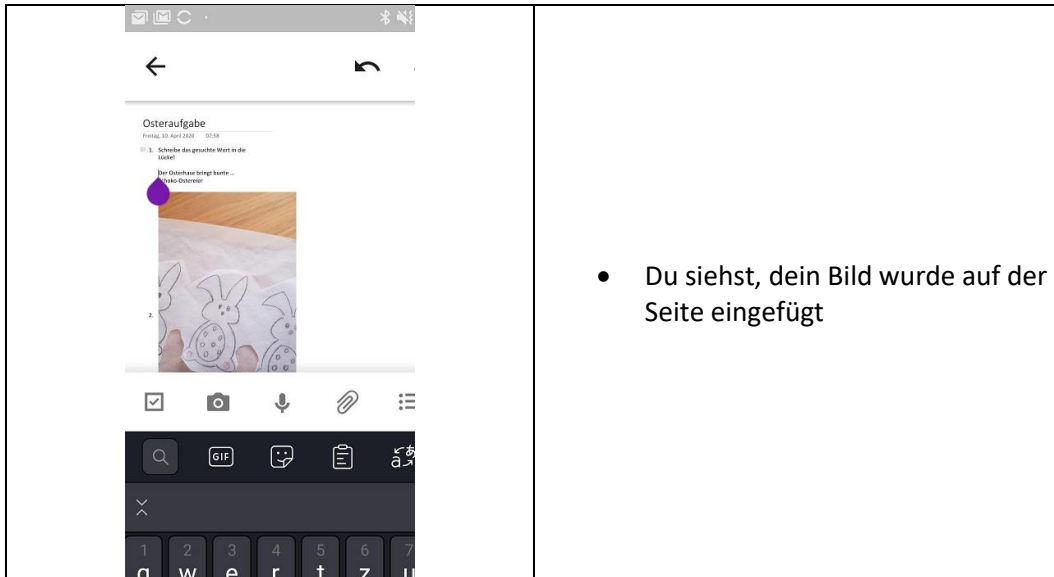 Osteraufgabe
Freitag, 10. April 2020 07:58
1. Schreibe das gesuchte Wort in die
Lücke!
Der Osterhase bringt bunte ...
choko-Ostereier
2.
GIF
1 2 3 4 5 6 7
q w e r t z u
• Du siehst, dein Bild wurde auf der
Seite eingefügt